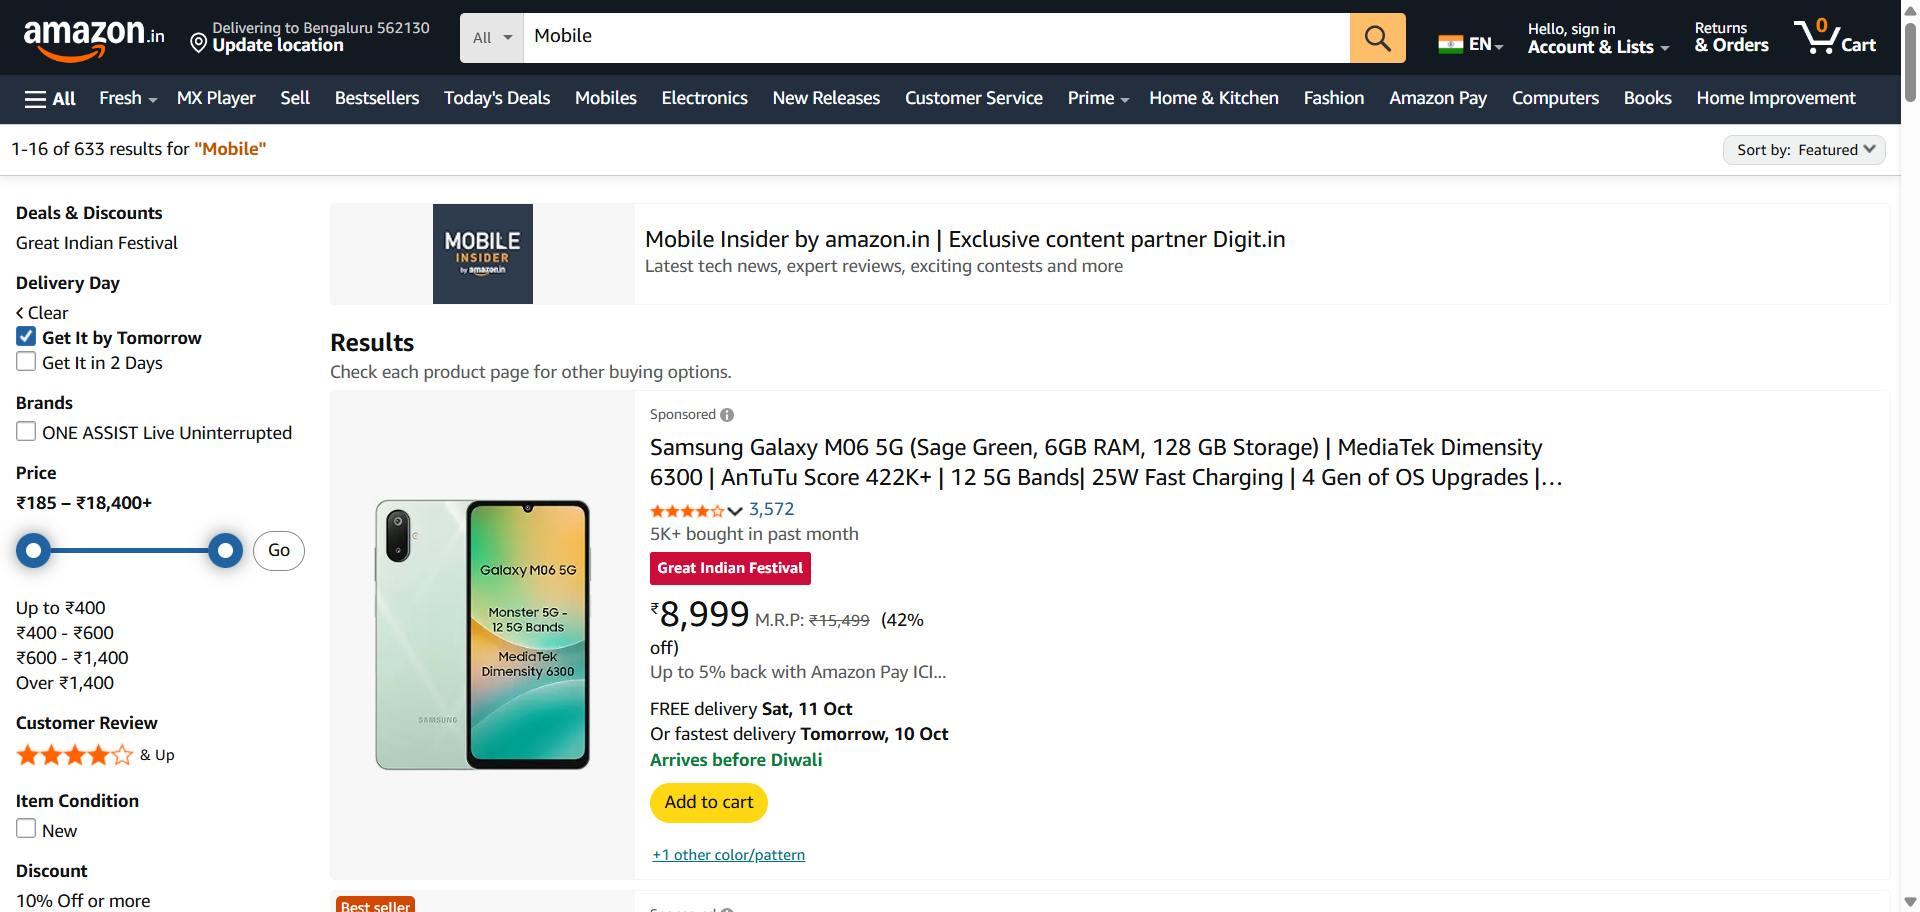 amazon.in
Delivering to Bengaluru 562130
Update location
All
Mobile
EN
Hello, sign in
Account & Lists
Returns
& Orders
0
Cart
All
Fresh
MX Player
Sell
Bestsellers
Today's Deals
Mobiles
Electronics
New Releases
Customer Service
Prime
Home & Kitchen
Fashion
Amazon Pay
Computers
Books
Home Improvement
1-16 of 633 results for "Mobile"
Sort by: Featured
Deals & Discounts
Great Indian Festival
Delivery Day
Clear
Get It by Tomorrow
Get It in 2 Days
Brands
ONE ASSIST Live Uninterrupted
Price
₹185 – ₹18,400+
Go
Up to ₹400
₹400 - ₹600
₹600 - ₹1,400
Over ₹1,400
Customer Review
& Up
Item Condition
New
Discount
10% Off or more
MOBILE
INSIDER
by amazon.in
Mobile Insider by amazon.in | Exclusive content partner Digit.in
Latest tech news, expert reviews, exciting contests and more
Results
Check each product page for other buying options.
Galaxy M06 5G
Monster 5G -
12 5G Bands
MediaTek
Dimensity 6300
SAMSUNG
Sponsored
Samsung Galaxy M06 5G (Sage Green, 6GB RAM, 128 GB Storage) | MediaTek Dimensity
6300 | AnTuTu Score 422K+ | 12 5G Bands| 25W Fast Charging | 4 Gen of OS Upgrades |…
3,572
5K+ bought in past month
Great Indian Festival
₹8,999 M.R.P: ₹15,499 (42%
off)
Up to 5% back with Amazon Pay ICI...
FREE delivery Sat, 11 Oct
Or fastest delivery Tomorrow, 10 Oct
Arrives before Diwali
Add to cart
+1 other color/pattern
Best seller
Sponsored